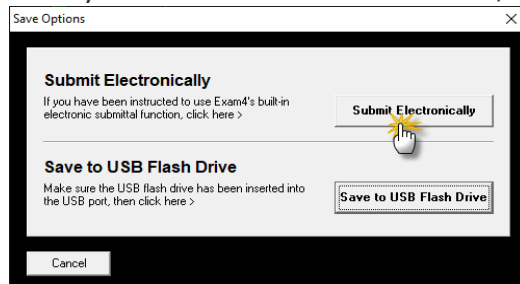 Save Options
Submit Electronically
If you have been instructed to use Exam4's built-in
electronic submittal function, click here >
Submit Electronically
Save to USB Flash Drive
Make sure the USB flash drive has been inserted into
the USB port, then click here >
Save to USB Flash Drive
Cancel